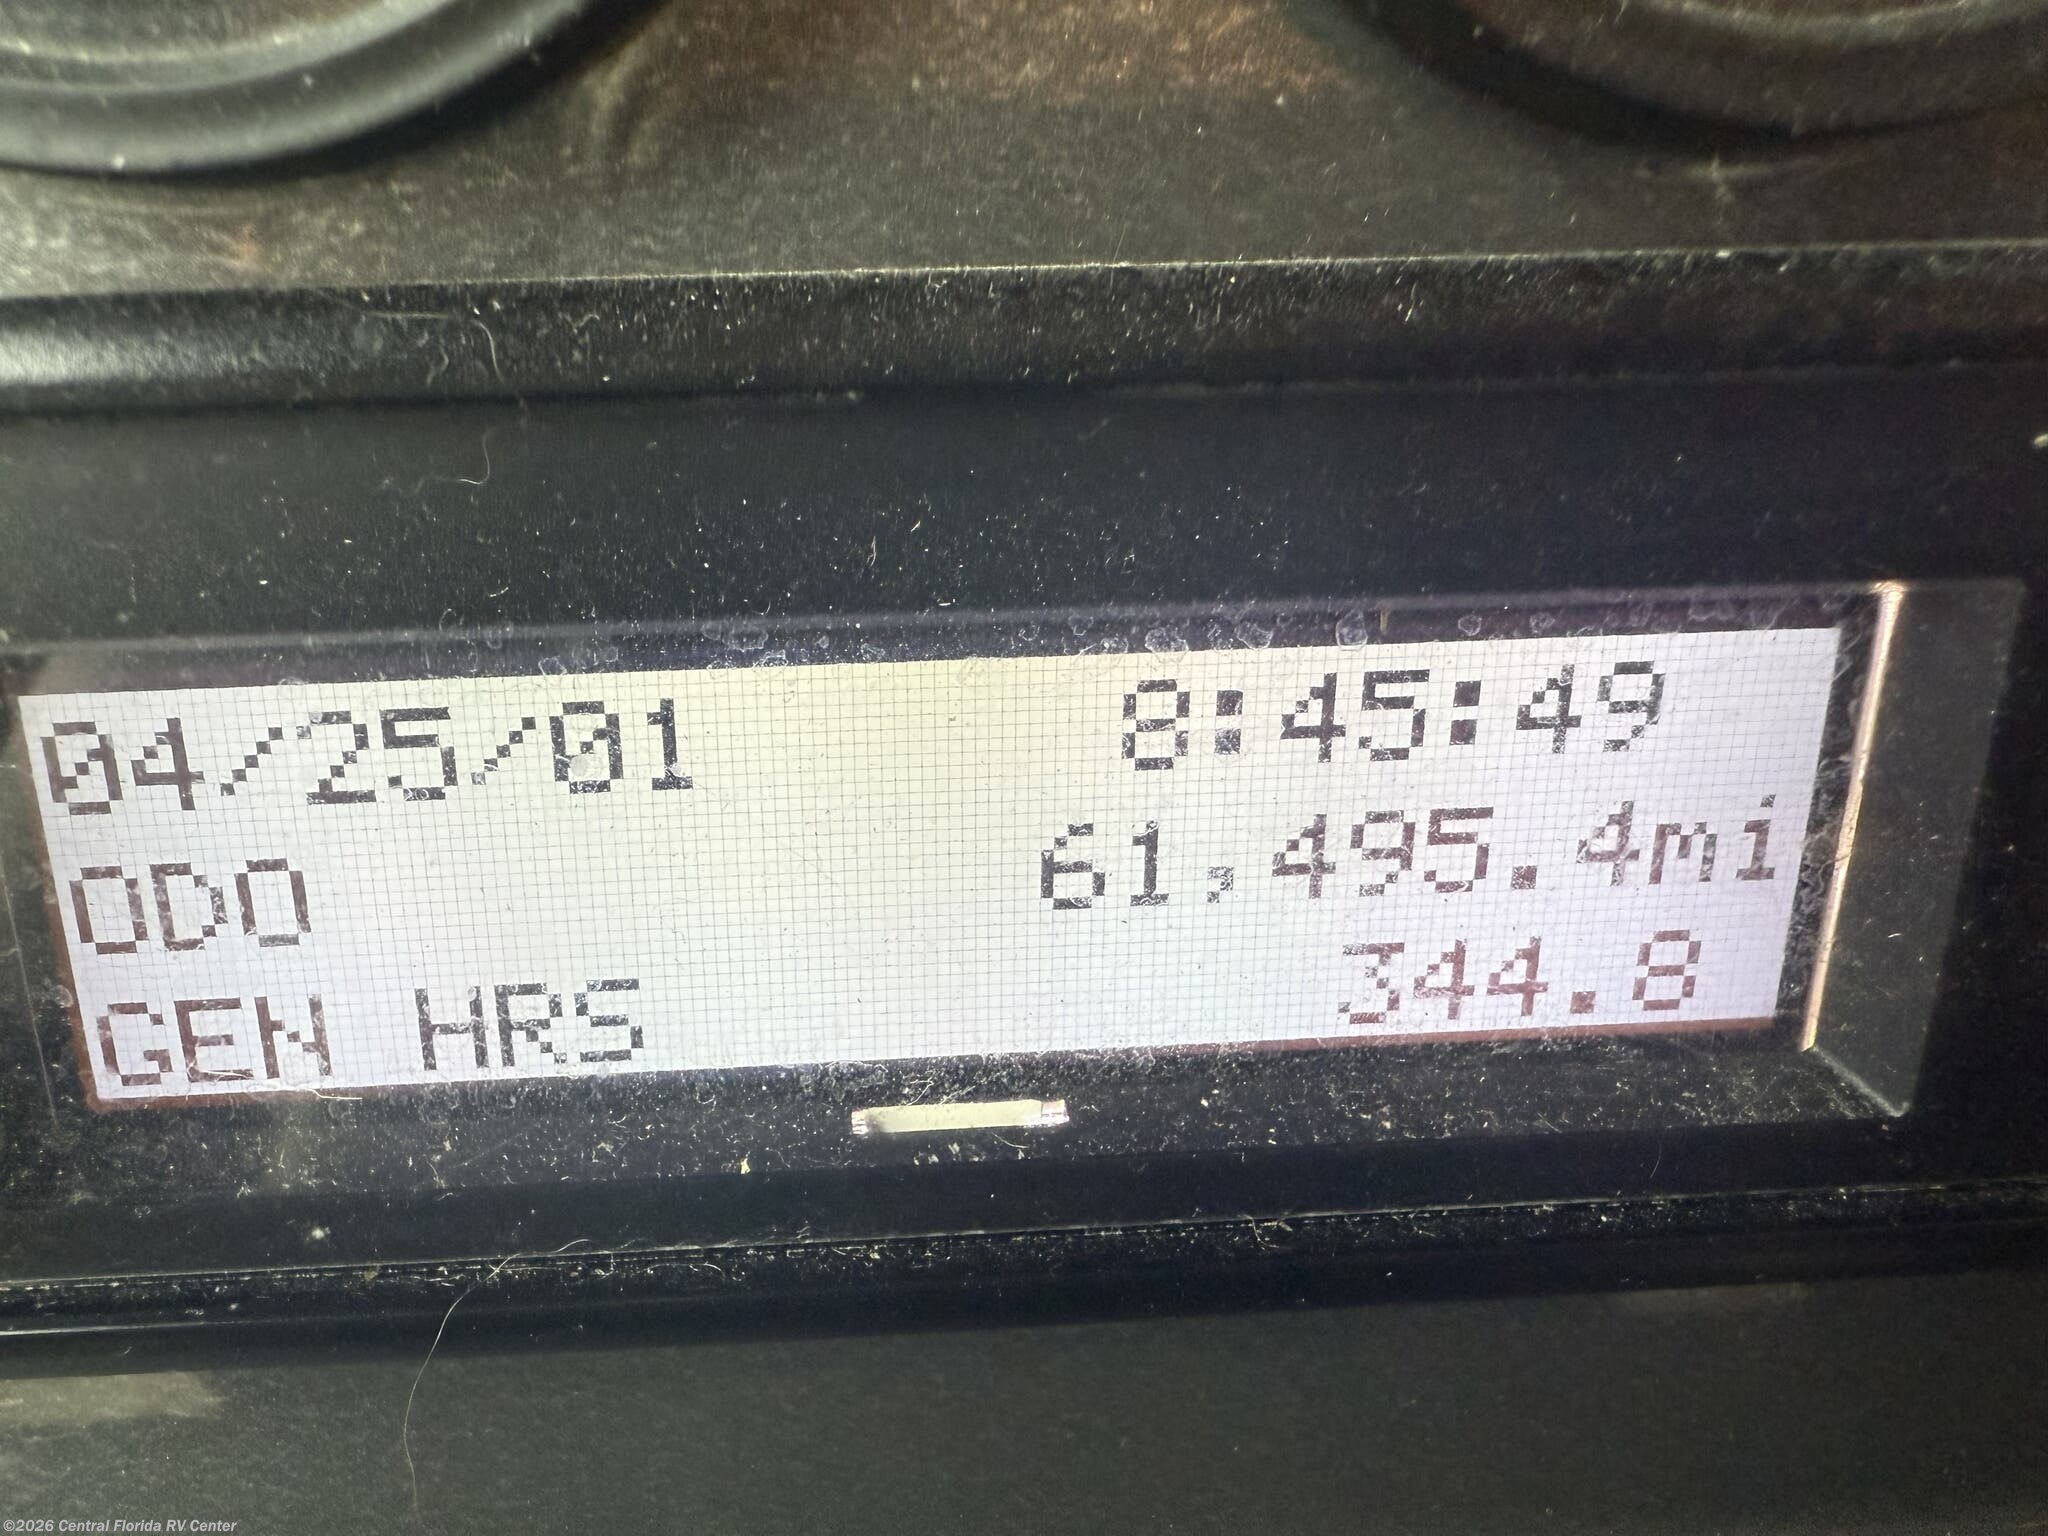 04/25/01 8:45:49
ODO 61,495.4mi
GEN HRS 344.8
©2026 Central Florida RV Center